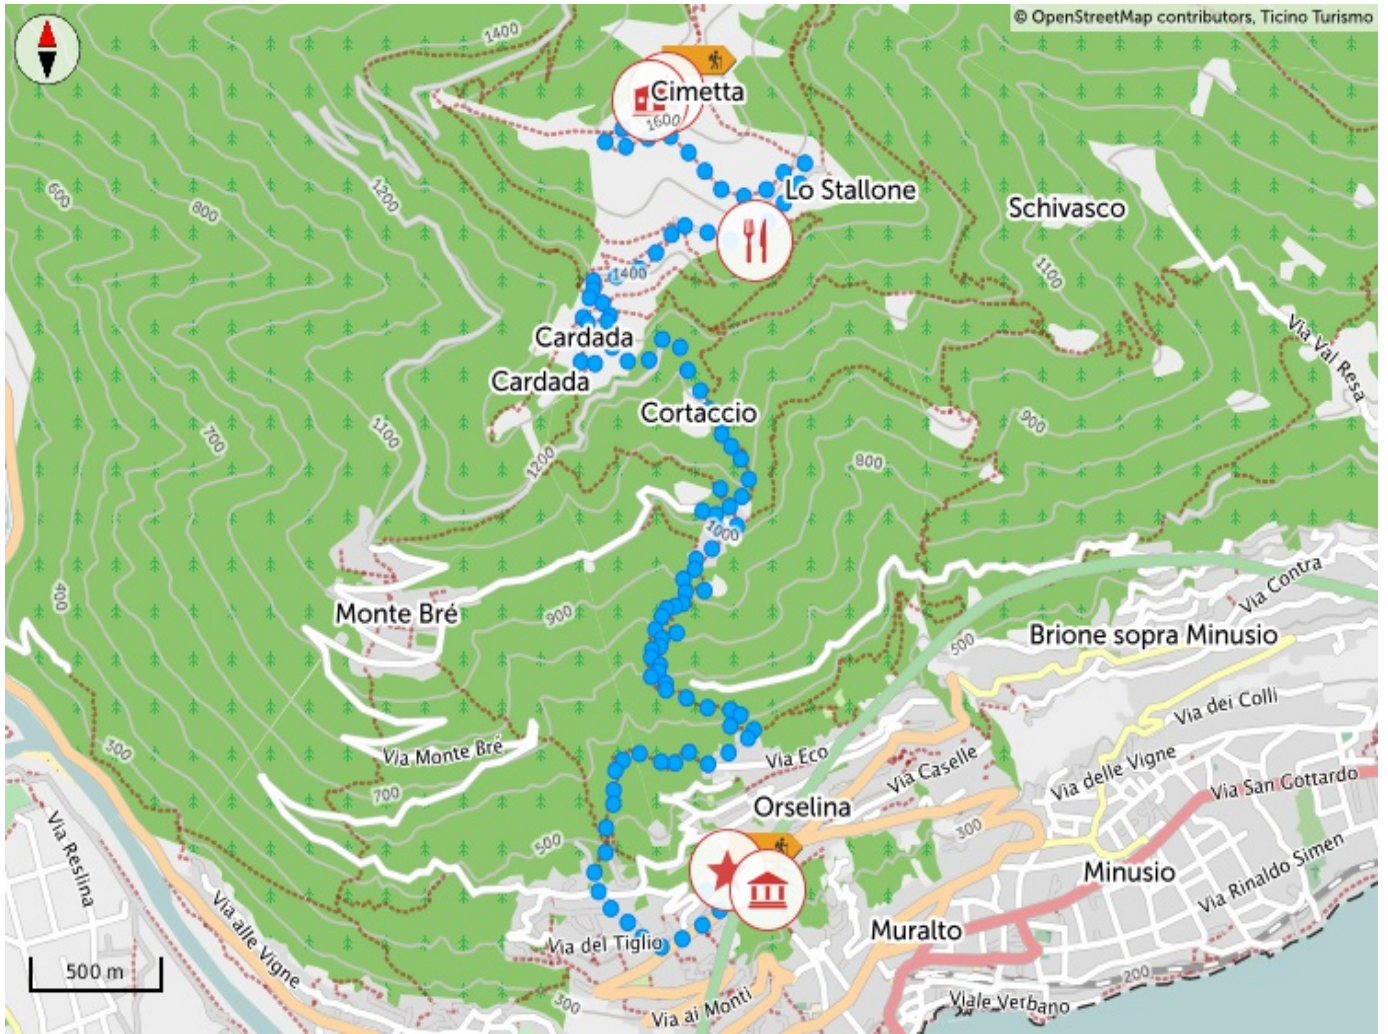 © OpenStreetMap contributors, Ticino Turismo
1400
Cimetta
1600
600
800
1200
Lo Stallone
Schivasco
1100
1400
Cardada
Via Val Resa
Cardada
Cortaccio
700
1100
900
1200
800
1000
400
Via Contra
Monte Bré
900
Brione sopra Minusio
500
Via dei Colli
300
Via Monte Bré
Via Eco
Via Caselle
Via delle Vigne
Via San Gottardo
700
Orselina
500
300
Via Reslina
Minusio
Via Rinaldo Simen
Via alle Vigne
Via del Tiglio
Muralto
500 m
200
300
Via ai Monti
Viale Verbano